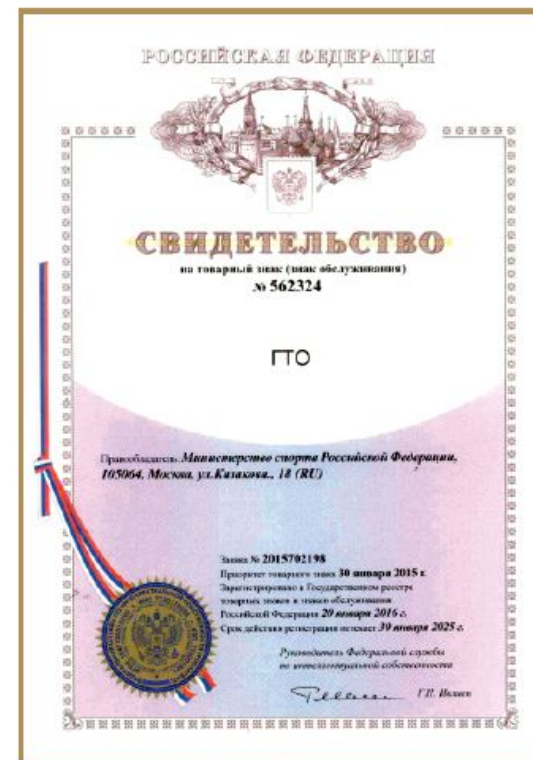 РОССИЙСКАЯ ФЕДЕРАЦИЯ
СВИДЕТЕЛЬСТВО
на товарный знак (знак обслуживания)
№ 562324
ГТО
Правообладатель: Министерство спорта Российской Федерации,
105064, Москва, ул.Казакова., 18 (RU)
Заявка № 2015702198
Приоритет товарного знака 30 января 2015 г.
Зарегистрировано в Государственном реестре
товарных знаков и знаков обслуживания
Российской Федерации 20 января 2016 г.
Срок действия регистрации истекает 30 января 2025 г.
Руководитель Федеральной службы
по интеллектуальной собственности
Г.П. Ивлиев